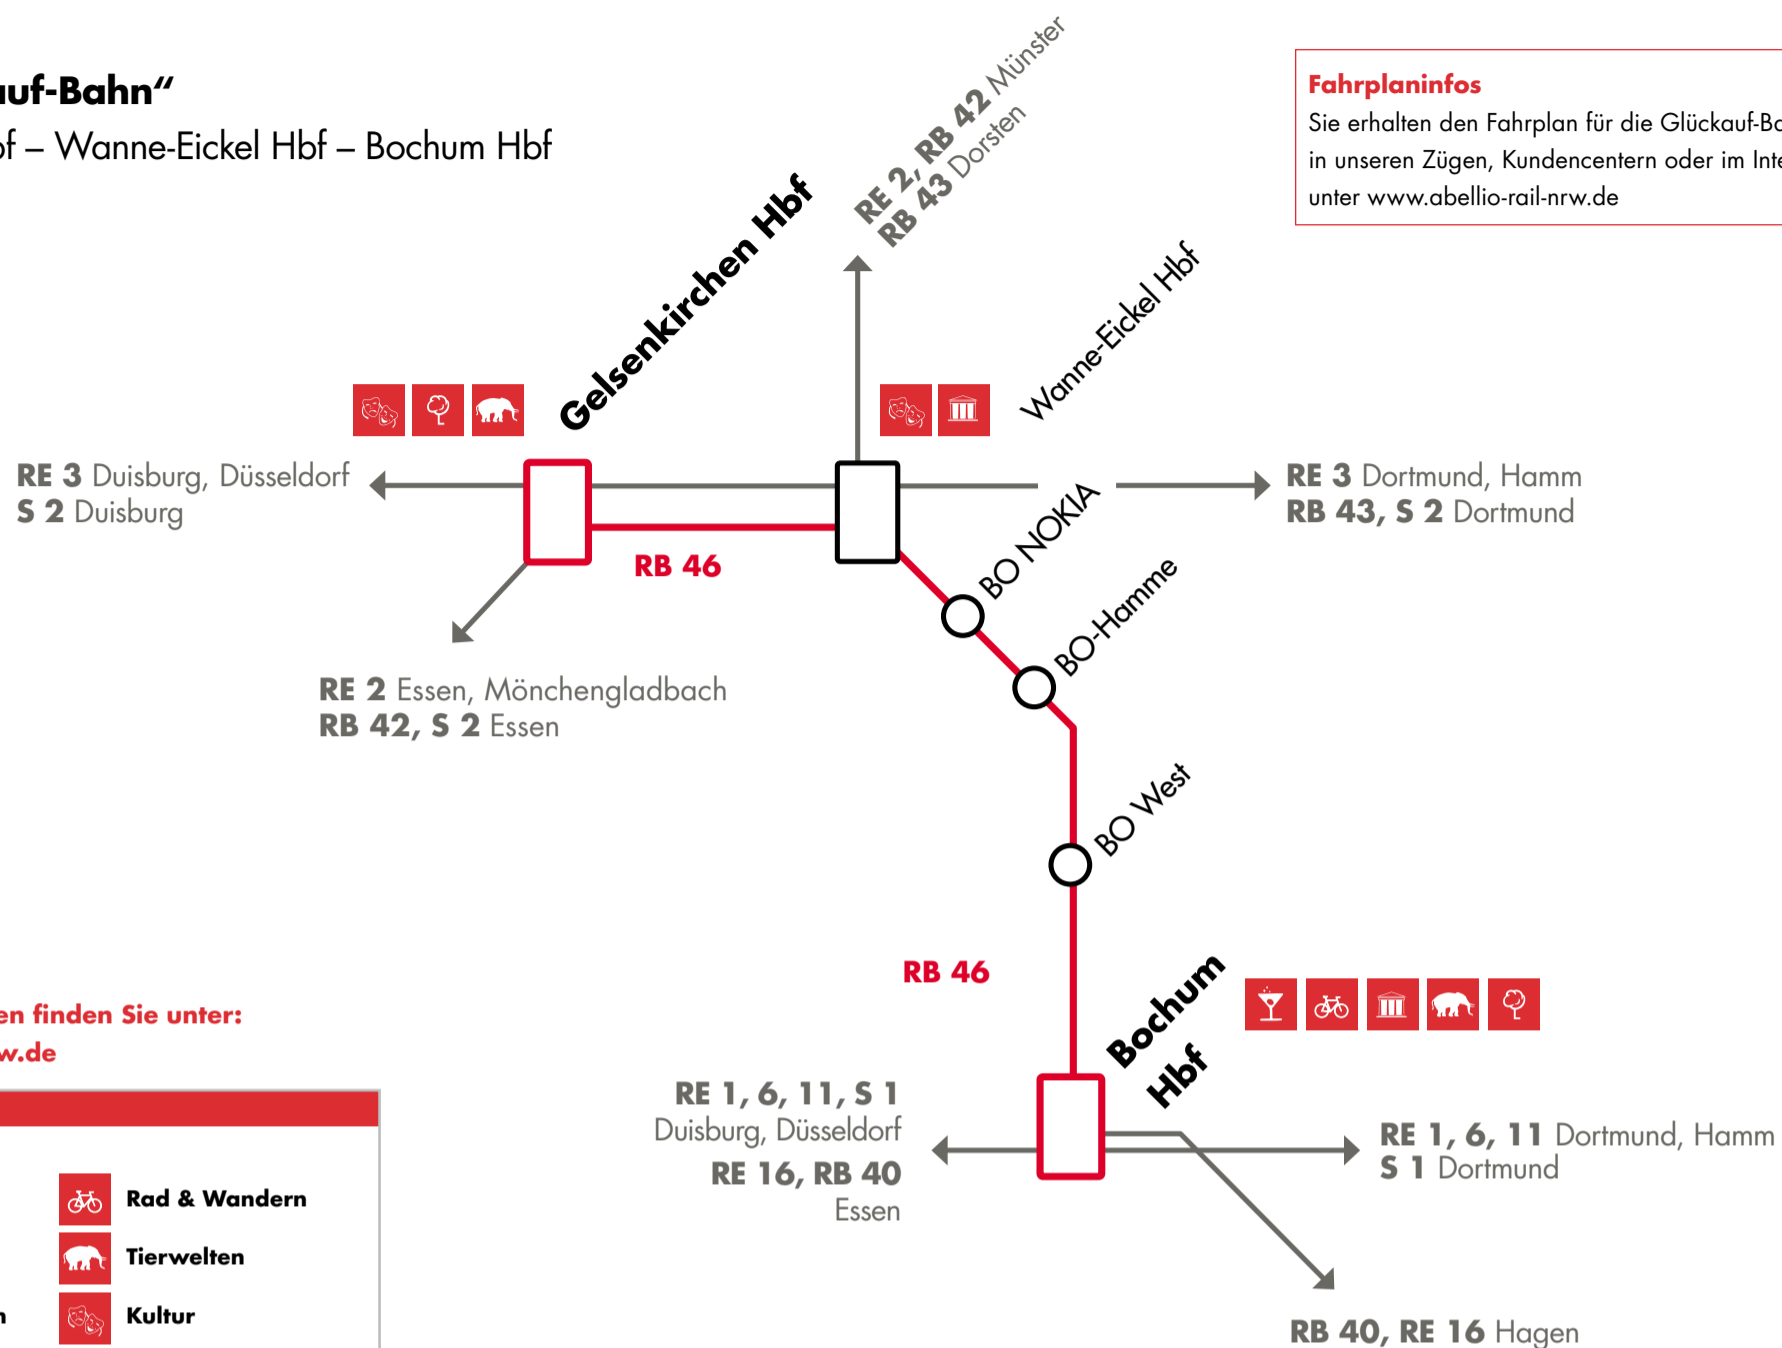 auf-Bahn“
bf – Wanne-Eickel Hbf – Bochum Hbf
Fahrplaninfos
Sie erhalten den Fahrplan für die Glückauf-Ba
in unseren Zügen, Kundencentern oder im Inte
unter www.abellio-rail-nrw.de
RE 2, RB 42 Münster
RB 43 Dorsten
Gelsenkirchen Hbf
Wanne-Eickel Hbf
RE 3 Duisburg, Düsseldorf
S 2 Duisburg
RE 3 Dortmund, Hamm
RB 43, S 2 Dortmund
RB 46
BO NOKIA
BO-Hamme
RE 2 Essen, Mönchengladbach
RB 42, S 2 Essen
BO West
RB 46
Bochum
Hbf
en finden Sie unter:
w.de
RE 1, 6, 11, S 1
Duisburg, Düsseldorf
RE 16, RB 40
Essen
RE 1, 6, 11 Dortmund, Hamm
S 1 Dortmund
RB 40, RE 16 Hagen
Rad & Wandern
Tierwelten
n
Kultur